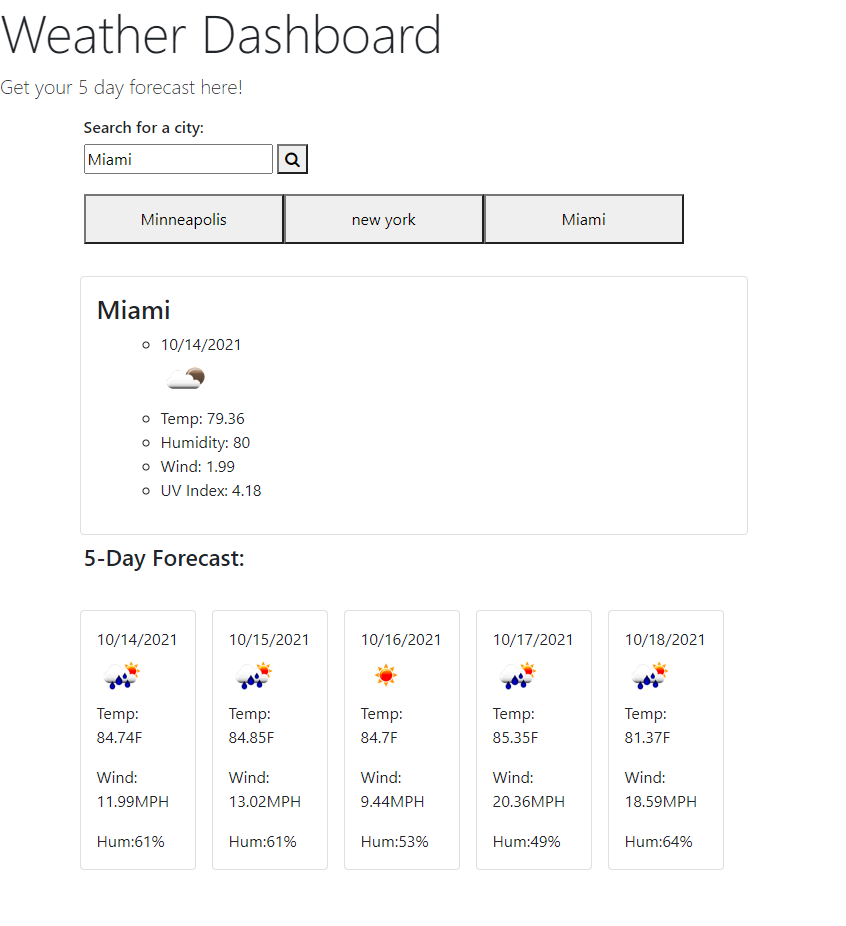 Weather Dashboard
Get your 5 day forecast here!
Search for a city:
Miami
Minneapolis new york Miami
Miami
10/14/2021
Temp: 79.36
Humidity: 80
Wind: 1.99
UV Index: 4.18
5-Day Forecast:
10/14/2021
Temp:
84.74F
Wind:
11.99MPH
Hum:61%
10/15/2021
Temp:
84.85F
Wind:
13.02MPH
Hum:61%
10/16/2021
Temp:
84.7F
Wind:
9.44MPH
Hum:53%
10/17/2021
Temp:
85.35F
Wind:
20.36MPH
Hum:49%
10/18/2021
Temp:
81.37F
Wind:
18.59MPH
Hum:64%